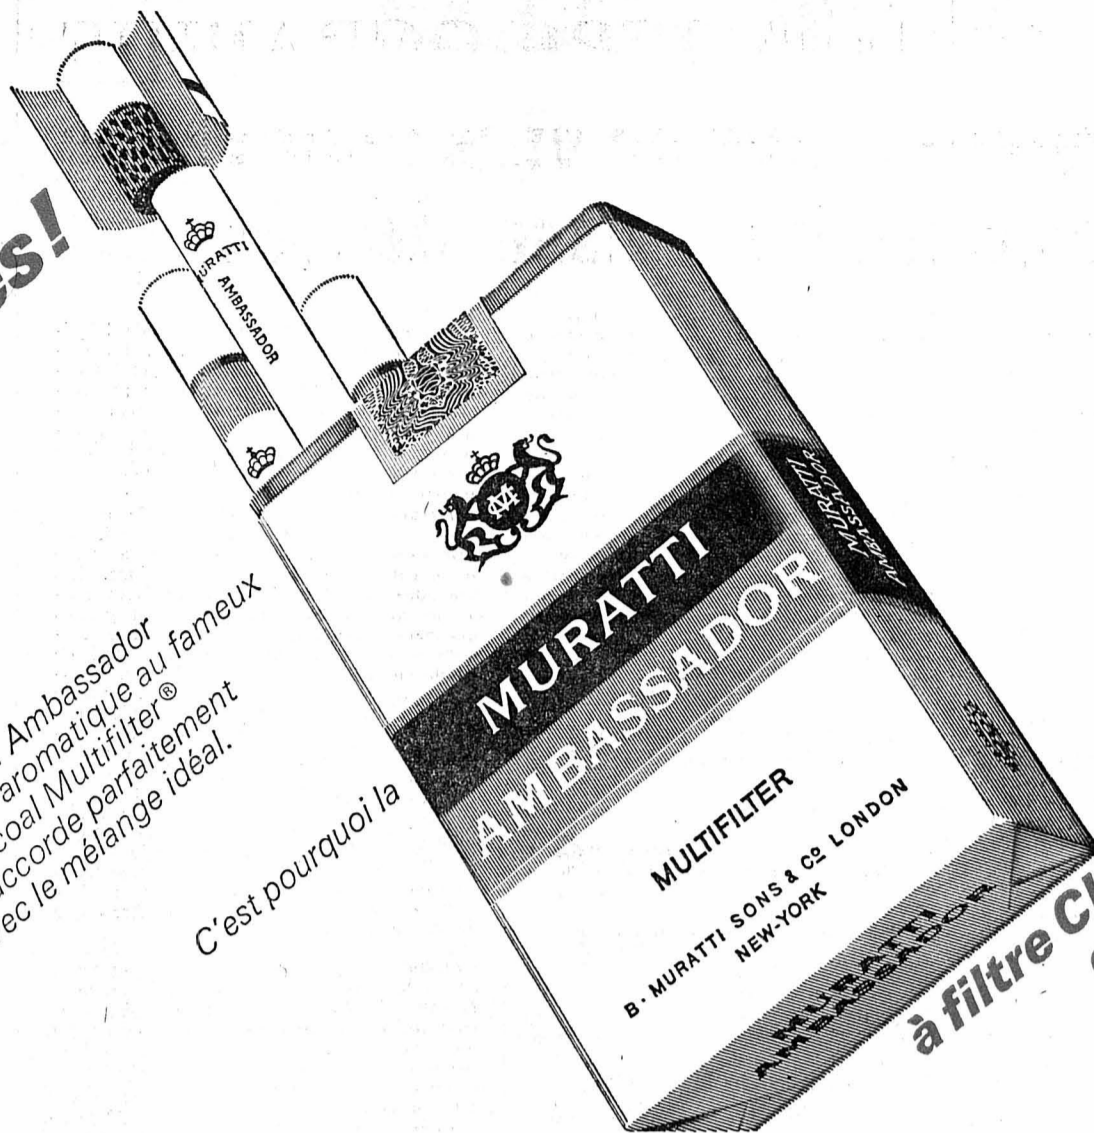 es!
MURATTI
AMBASSADOR
Ambassador
aromatique au fameux
coal Multifilter®
ccorde parfaitement
ec le mélange idéal.
C'est pourquoi la
M
MURATTI
AMBASSADOR
MULTIFILTER
B. MURATTI SONS & Cº LONDON
NEW-YORK
MURATTI
AMBASSADOR
MURATTI
AMBASSADOR
à filtre C